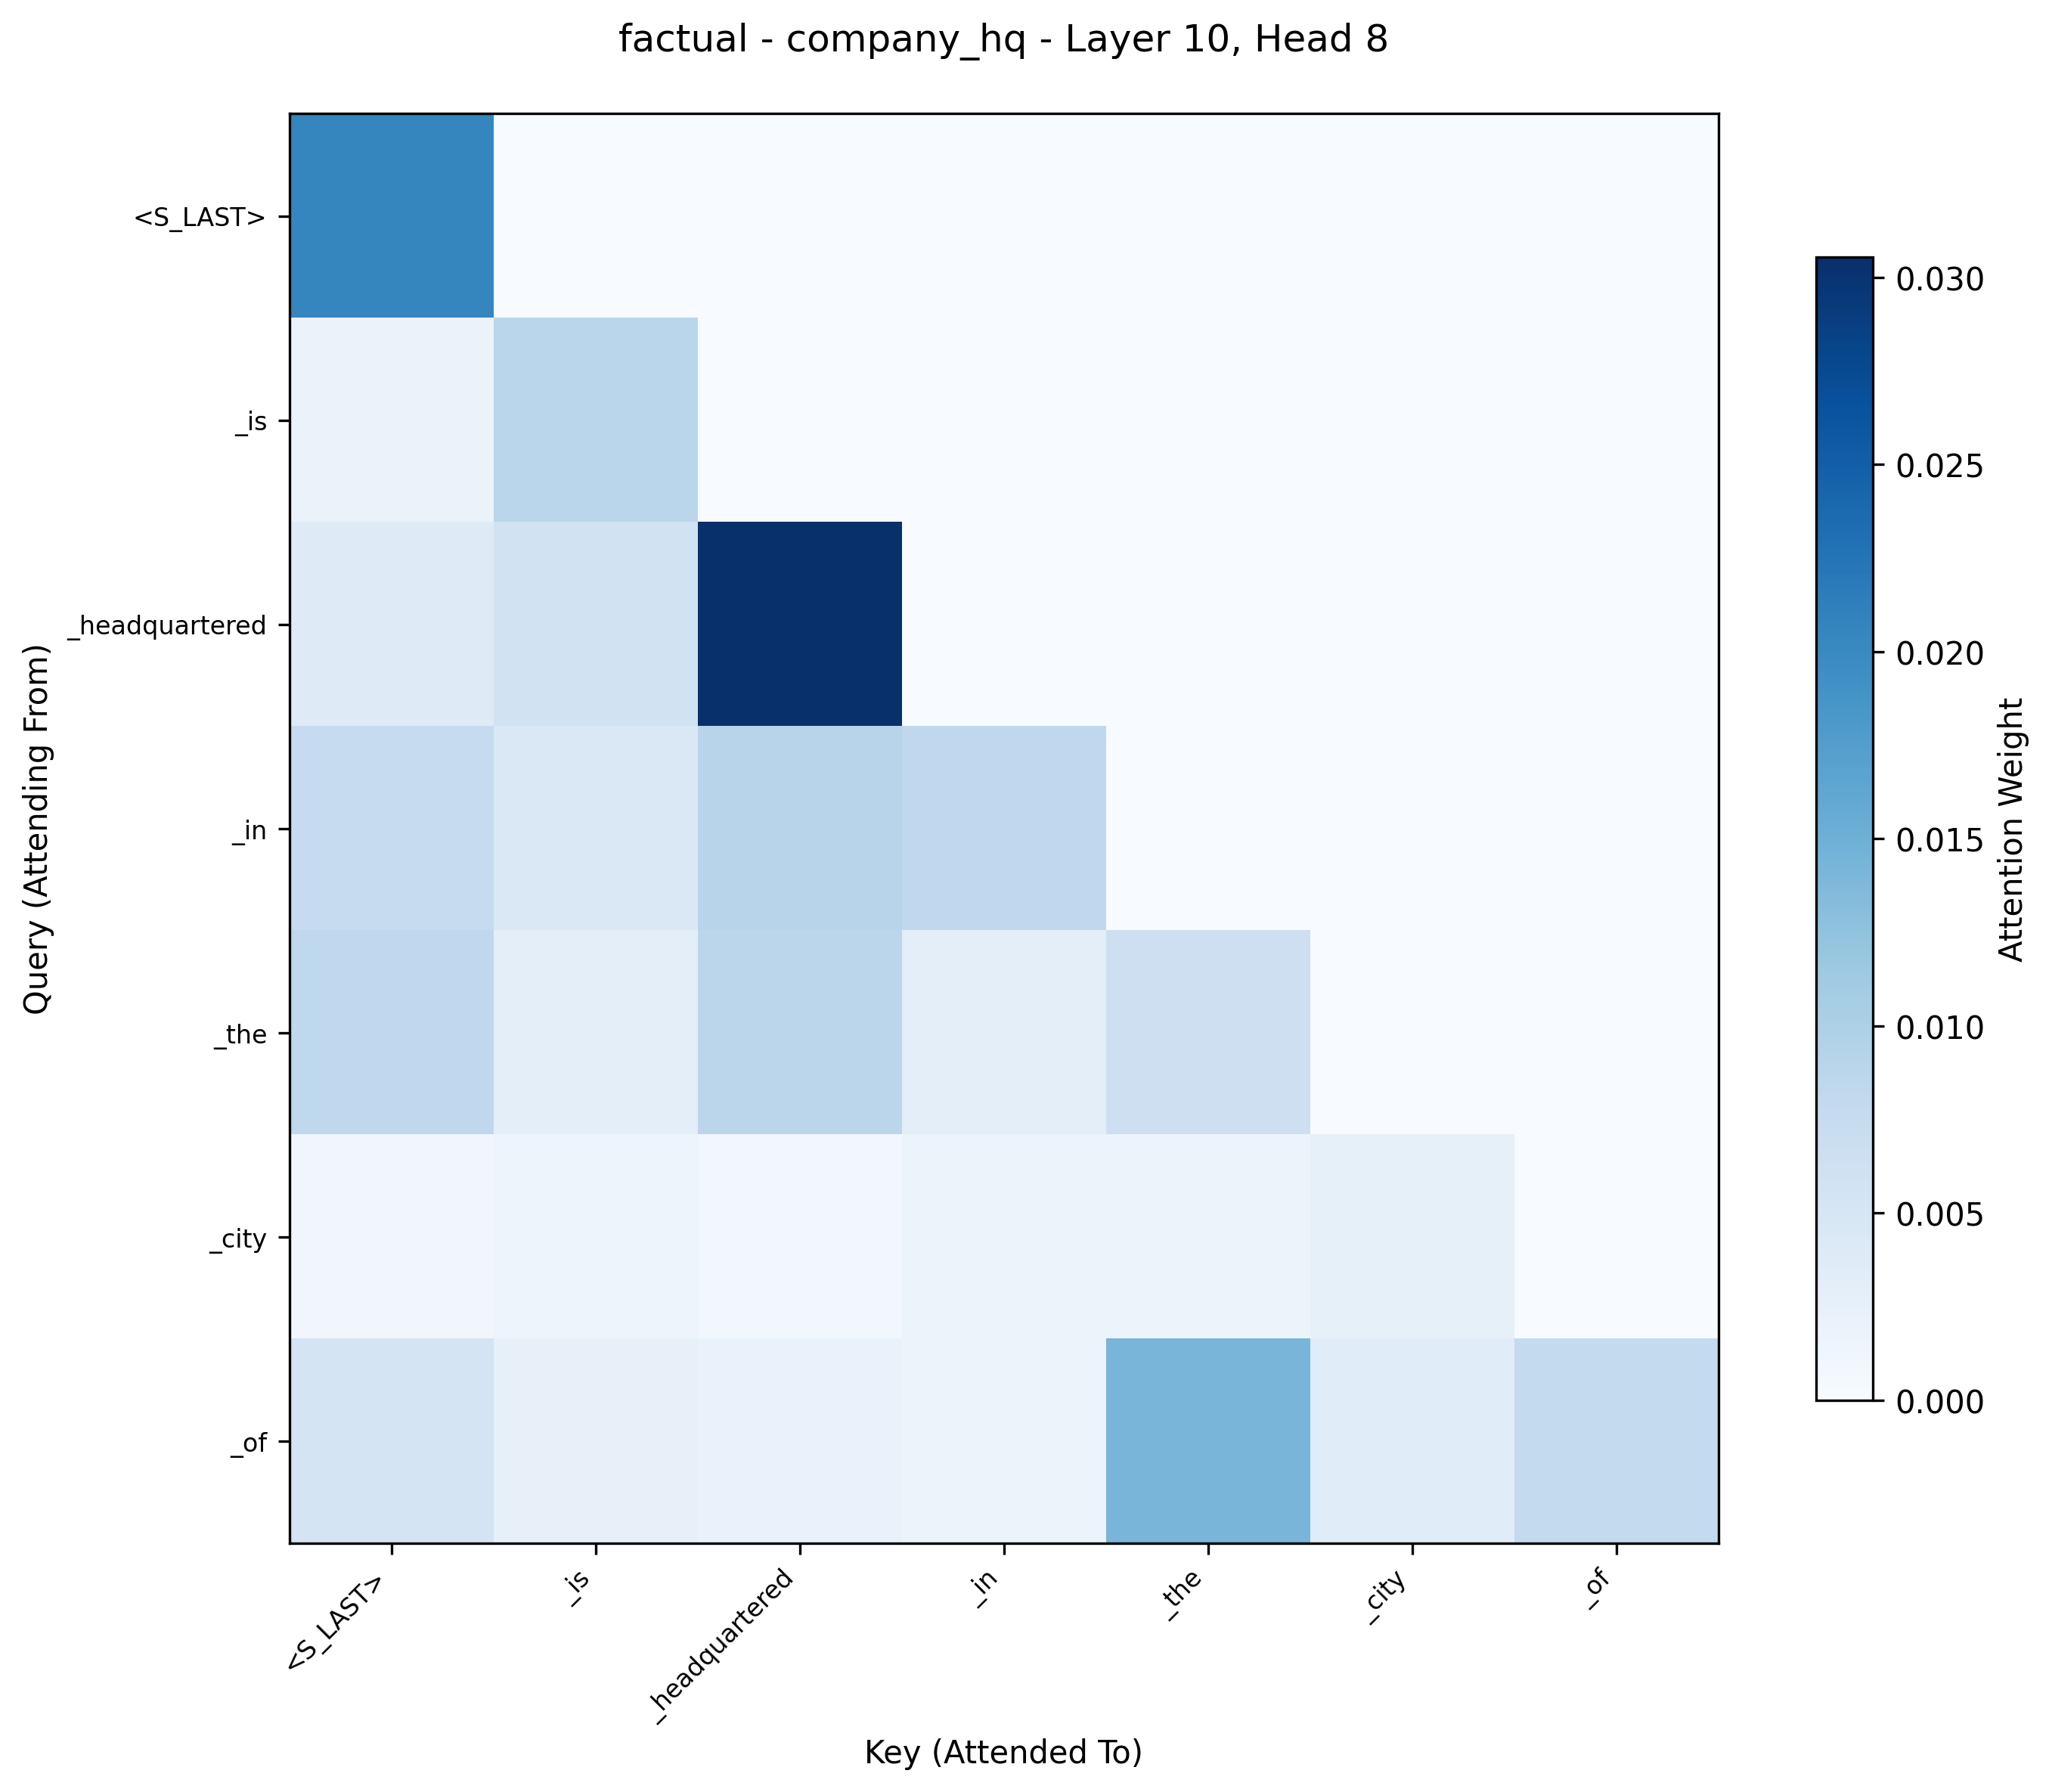 factual - company_hq - Layer 10, Head 8
Query (Attending From)
<S_LAST>
_is
_headquartered
_in
_the
_city
_of
<S_LAST>
_is
_headquartered
_in
_the
_city
_of
Key (Attended To)
0.030
0.025
0.020
0.015
0.010
0.005
0.000
Attention Weight